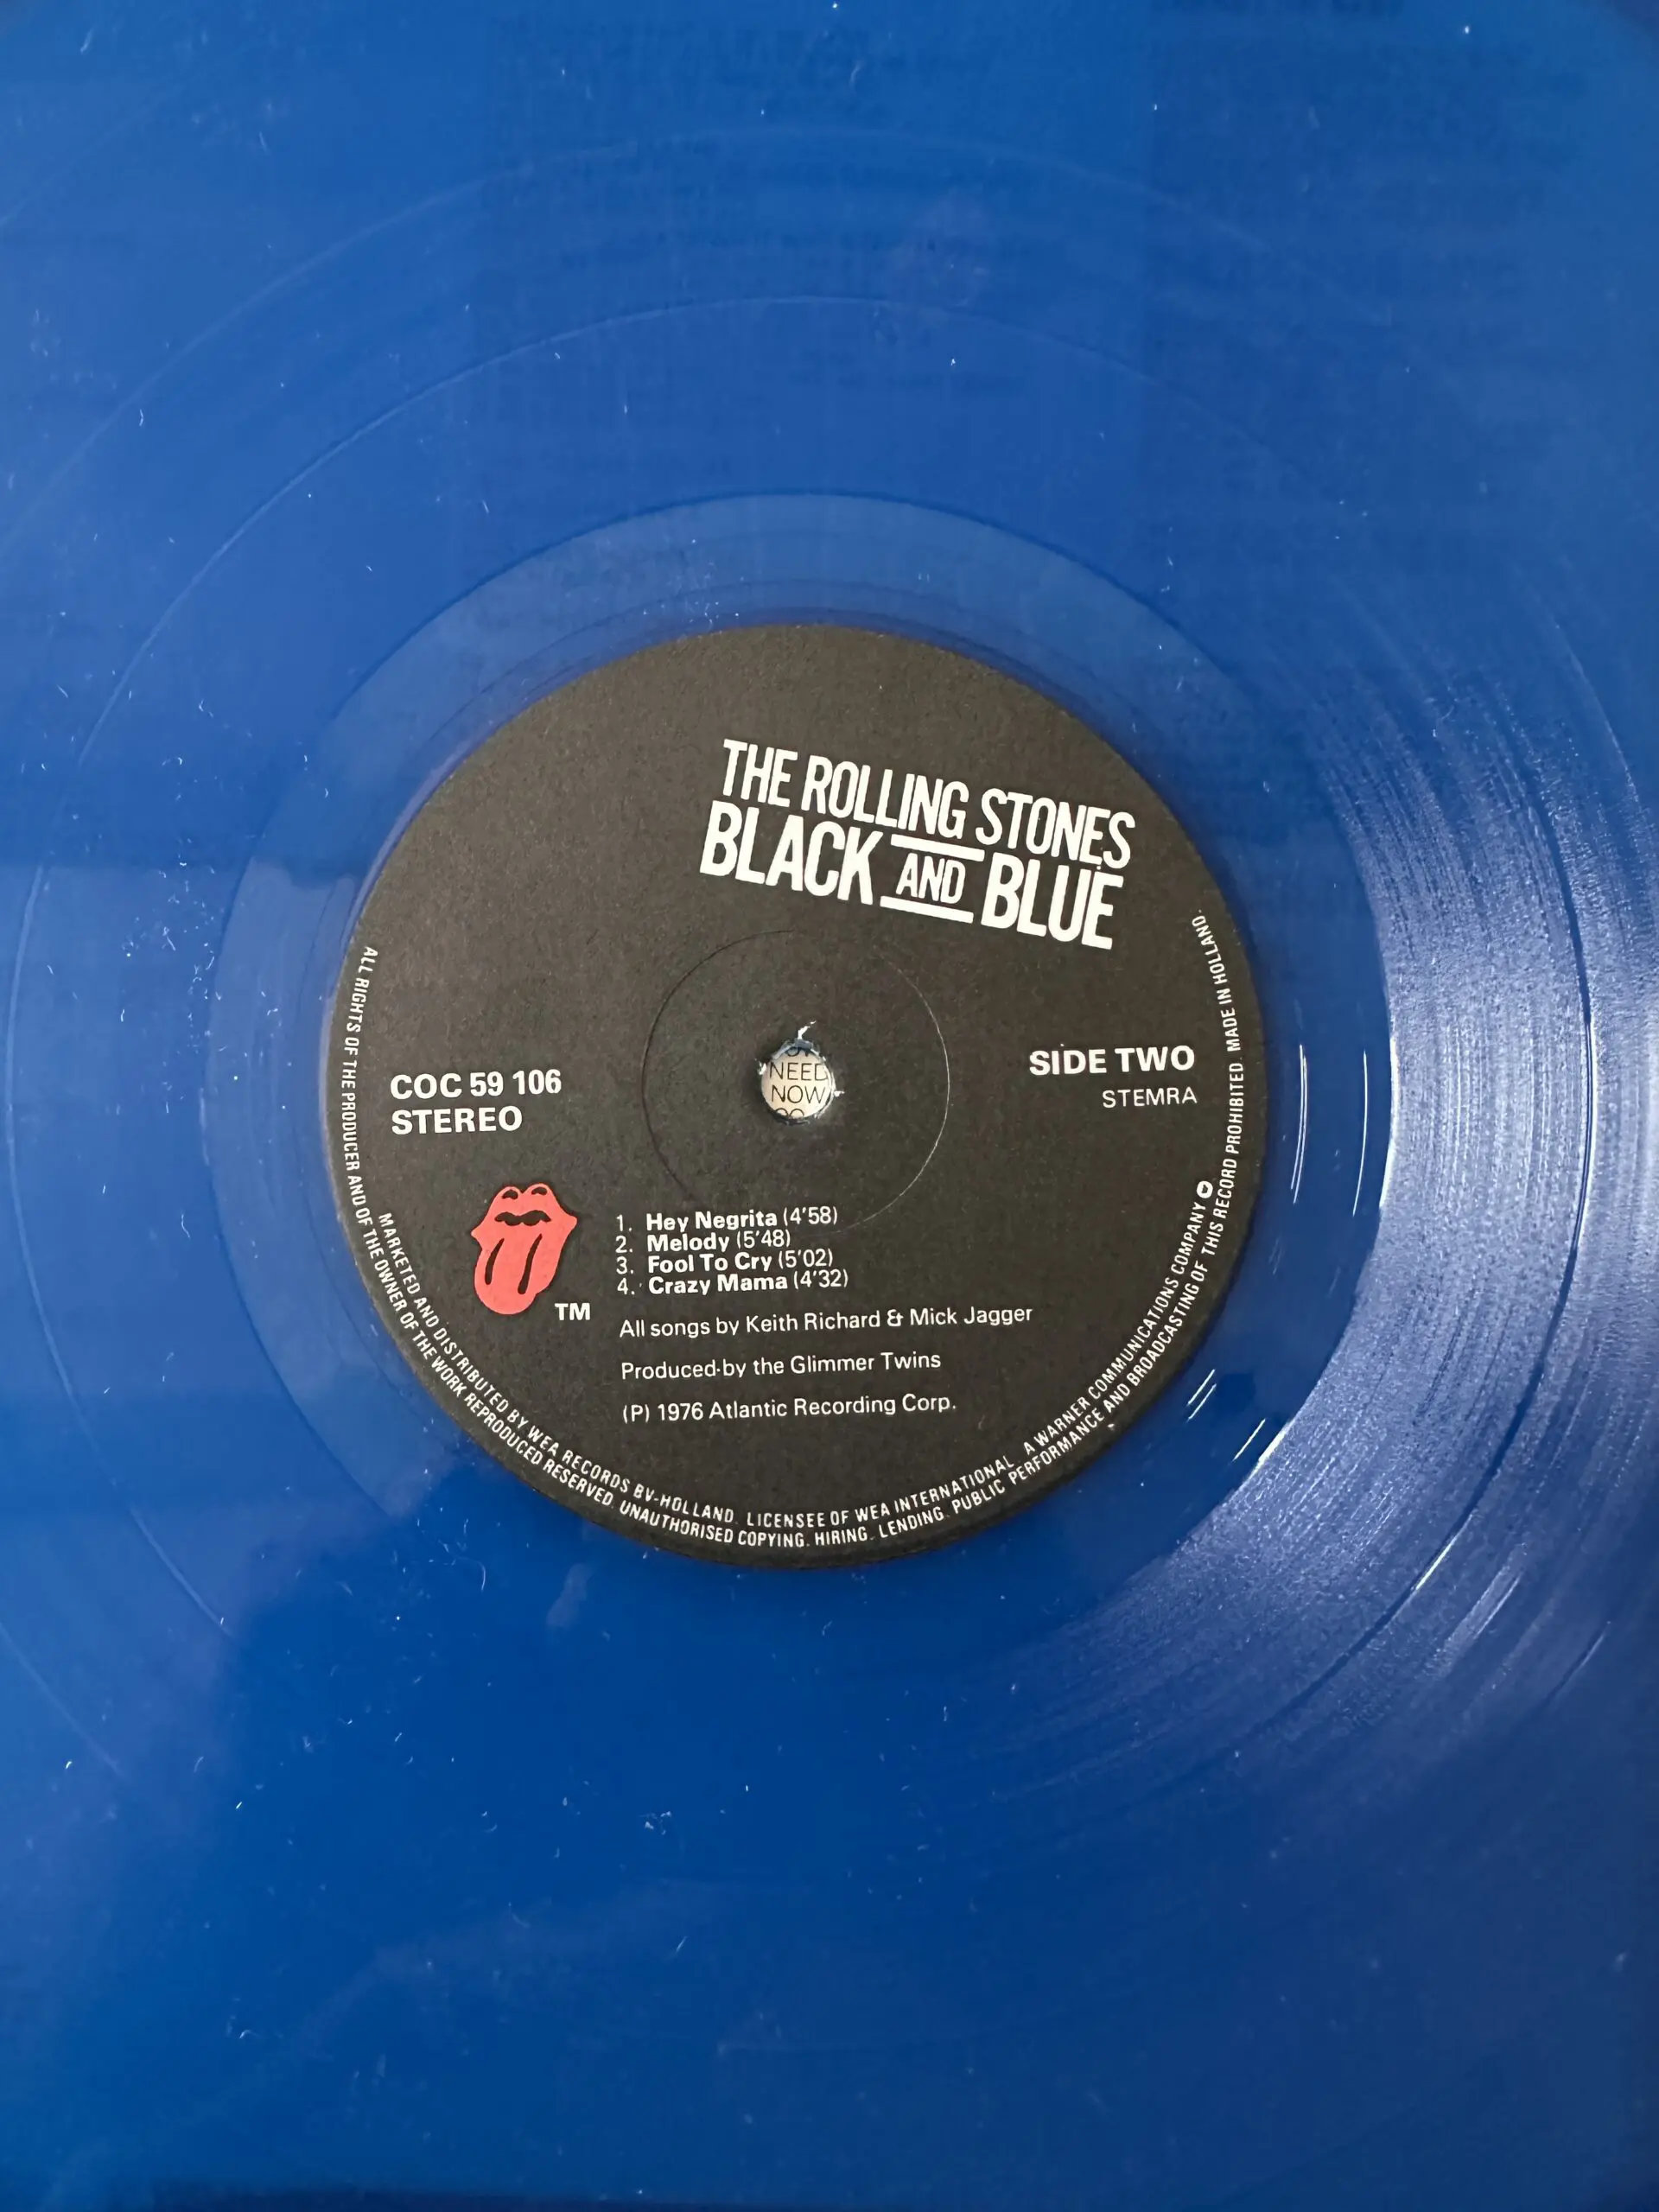 THE ROLLING STONES
BLACK AND BLUE
COC 59 106
STEREO
SIDE TWO
STEMRA
NEED
NOW
TM
1. Hey Negrita (4'58)
2. Melody (5'48)
3. Fool To Cry (5'02)
4. Crazy Mama (4'32)
All songs by Keith Richard & Mick Jagger
Produced by the Glimmer Twins
(P) 1976 Atlantic Recording Corp.
MARKETED AND DISTRIBUTED BY WEA RECORDS BV-HOLLAND. LICENSEE OF WEA INTERNATIONAL. A WARNER COMMUNICATIONS COMPANY
ALL RIGHTS OF THE PRODUCER AND OF THE OWNER OF THE WORK REPRODUCED RESERVED. UNAUTHORISED COPYING. HIRING. LENDING. PUBLIC PERFORMANCE AND BROADCASTING OF THIS RECORD PROHIBITED. MADE IN HOLLAND.